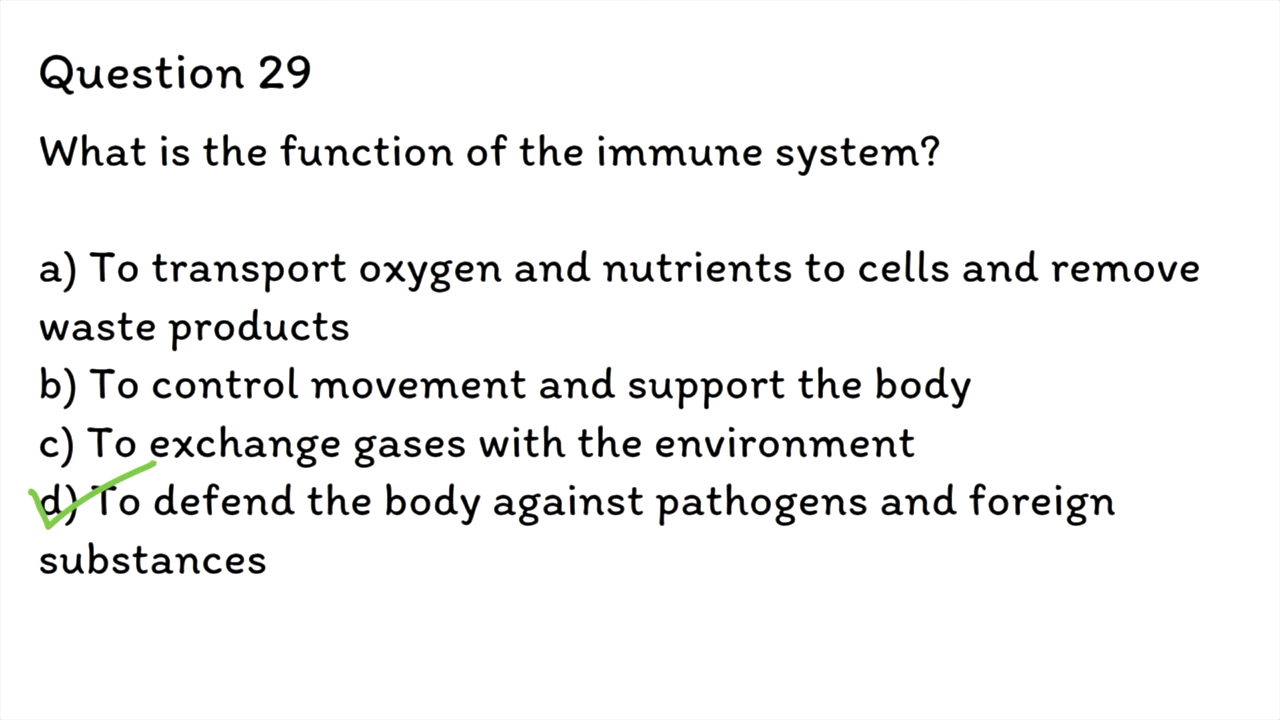 Question 29
What is the function of the immune system?
a) To transport oxygen and nutrients to cells and remove
waste products
b) To control movement and support the body
c) To exchange gases with the environment
d) To defend the body against pathogens and foreign
substances